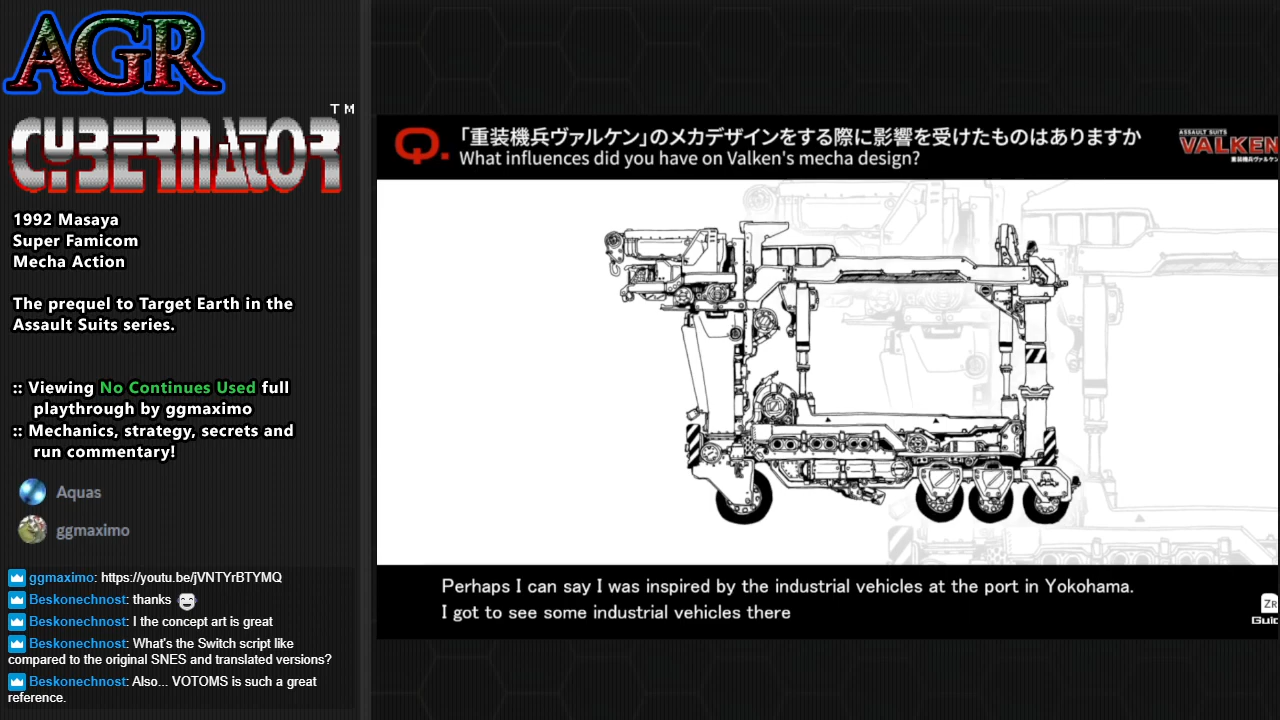 AGR
CYBERNATOR TM
1992 Masaya
Super Famicom
Mecha Action
The prequel to Target Earth in the
Assault Suits series.
:: Viewing No Continues Used full
playthrough by ggmaximo
:: Mechanics, strategy, secrets and
run commentary!
Aquas
ggmaximo
ggmaximo: https://youtu.be/jVNTYrBTYMQ
Beskonechnost: thanks
Beskonechnost: I the concept art is great
Beskonechnost: What's the Switch script like
compared to the original SNES and translated versions?
Beskonechnost: Also... VOTOMS is such a great
reference.
Q.
「重装機兵ヴァルケン」のメカデザインをする際に影響を受けたものはありますか
What influences did you have on Valken's mecha design?
ASSAULT SUITS
VALKEN
重装機兵ヴァルケン
Perhaps I can say I was inspired by the industrial vehicles at the port in Yokohama.
I got to see some industrial vehicles there
ZR
Guid